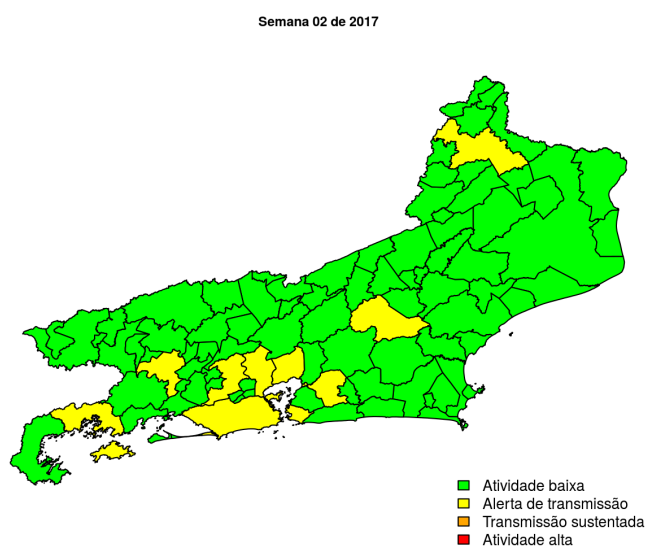 Semana 02 de 2017
Atividade baixa
Alerta de transmissão
Transmissão sustentada
Atividade alta